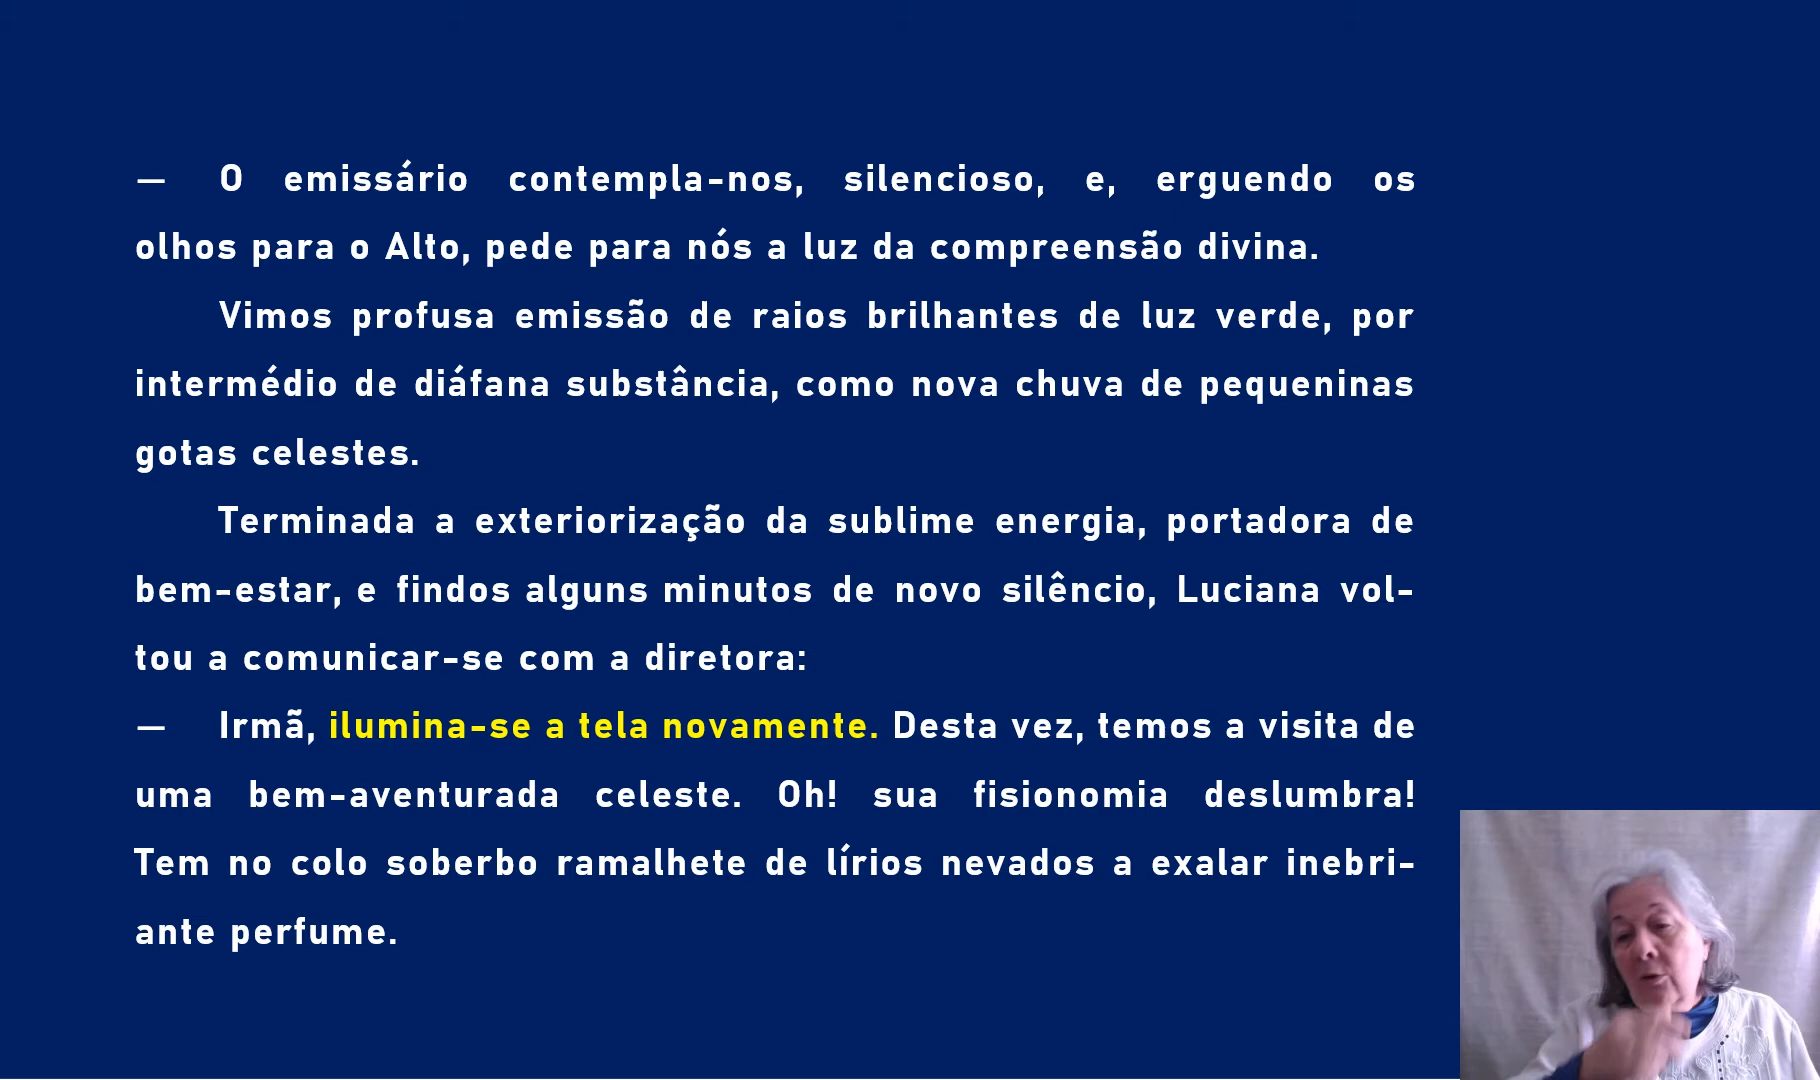 — O emissário contempla-nos, silencioso, e, erguendo os
olhos para o Alto, pede para nós a luz da compreensão divina.
Vimos profusa emissão de raios brilhantes de luz verde, por
intermédio de diáfana substância, como nova chuva de pequeninas
gotas celestes.
Terminada a exteriorização da sublime energia, portadora de
bem-estar, e findos alguns minutos de novo silêncio, Luciana vol-
tou a comunicar-se com a diretora:
— Irmã, ilumina-se a tela novamente. Desta vez, temos a visita de
uma bem-aventurada celeste. Oh! sua fisionomia deslumbra!
Tem no colo soberbo ramalhete de lírios nevados a exalar inebri-
ante perfume.